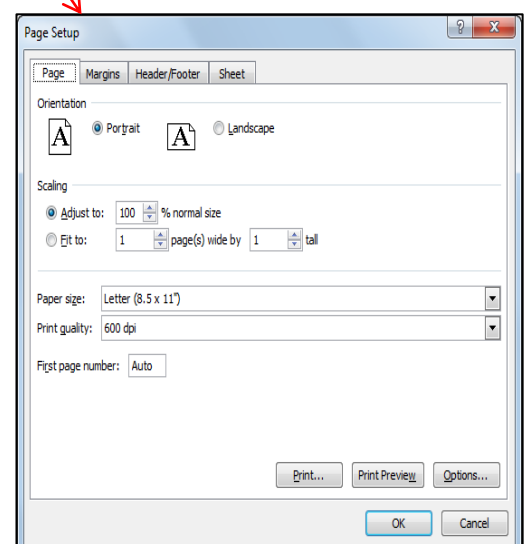 Page Setup
Page Margins Header/Footer Sheet
Orientation
A Portrait A Landscape
Scaling
Adjust to: 100 % normal size
Fit to: 1 page(s) wide by 1 tall
Paper size: Letter (8.5 x 11")
Print quality: 600 dpi
First page number: Auto
Print... Print Preview Options...
OK Cancel